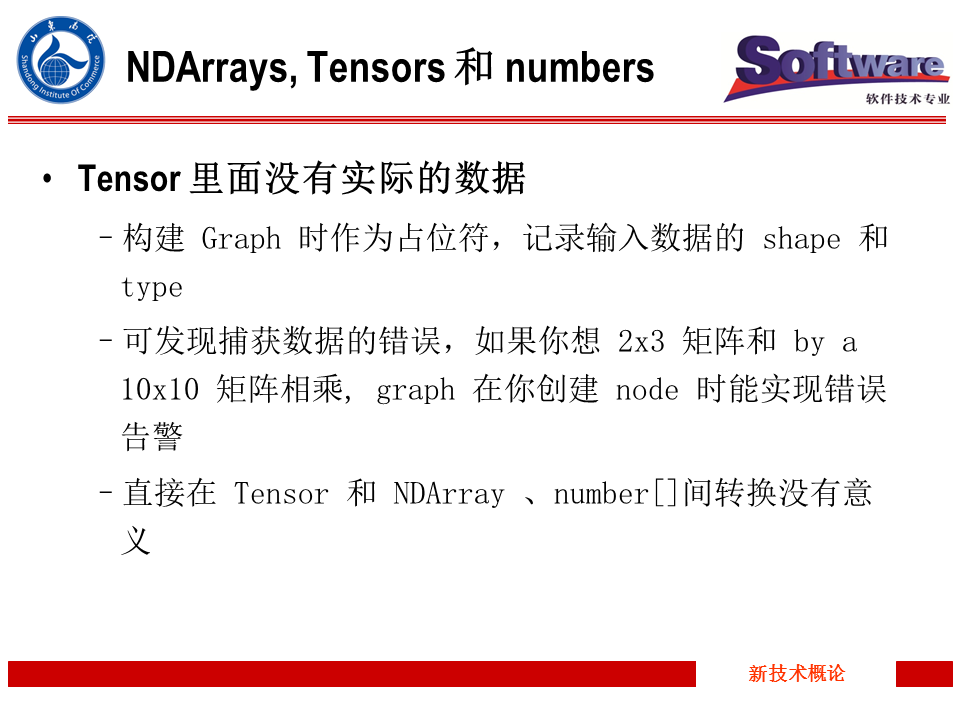 山东商院
Shandong Institute Of Commerce
NDArrays, Tensors 和 numbers
Software
软件技术专业
• Tensor 里面没有实际的数据
–构建 Graph 时作为占位符，记录输入数据的 shape 和
type
–可发现捕获数据的错误，如果你想 2x3 矩阵和 by a
10x10 矩阵相乘, graph 在你创建 node 时能实现错误
告警
–直接在 Tensor 和 NDArray 、number[]间转换没有意
义
新技术概论